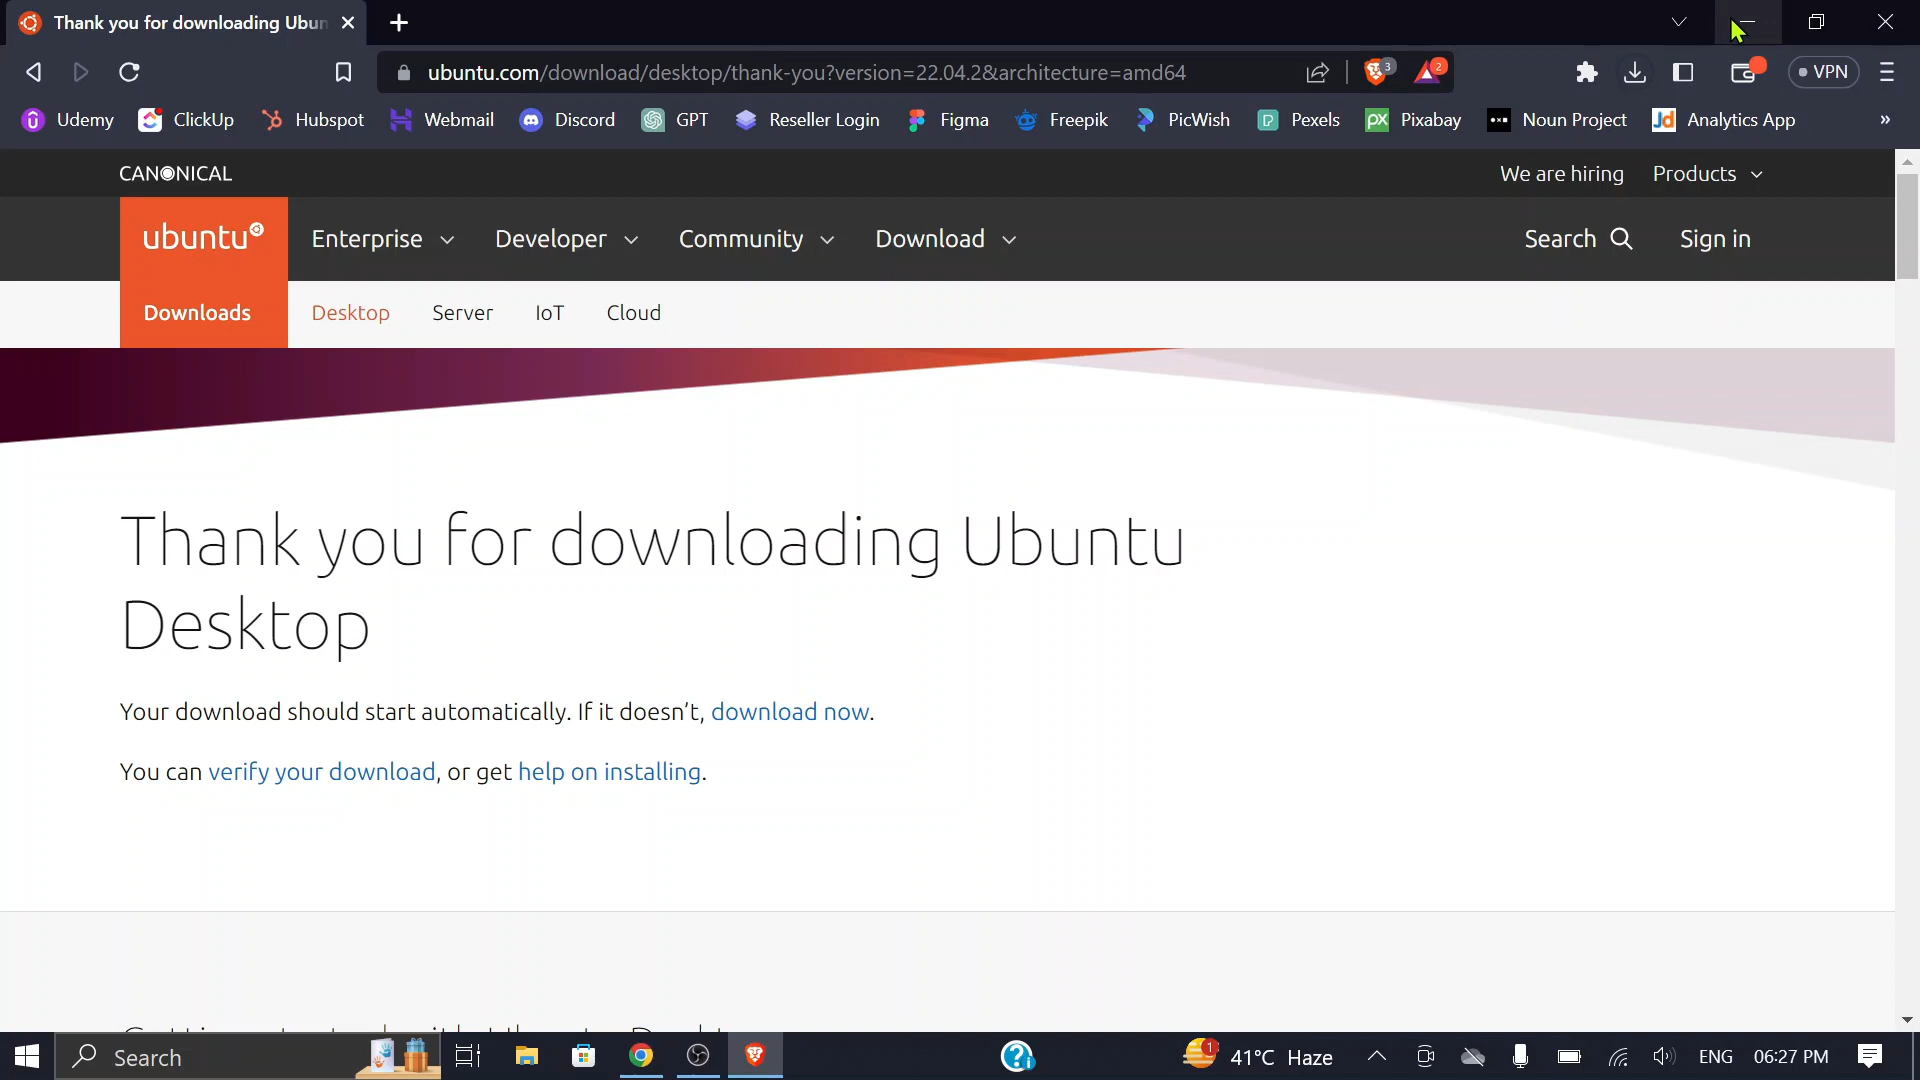 Thank you for downloading Ubun
ubuntu.com/download/desktop/thank-you?version=22.04.2&architecture=amd64
3
2
VPN
Udemy
ClickUp
Hubspot
Webmail
Discord
GPT
Reseller Login
Figma
Freepik
PicWish
Pexels
Pixabay
Noun Project
Analytics App
»
CANONICAL
We are hiring
Products
ubuntu
Enterprise
Developer
Community
Download
Search
Sign in
Downloads
Desktop
Server
IoT
Cloud
Thank you for downloading Ubuntu
Desktop
Your download should start automatically. If it doesn’t, download now.
You can verify your download, or get help on installing.
Search
1
41°C Haze
ENG
06:27 PM